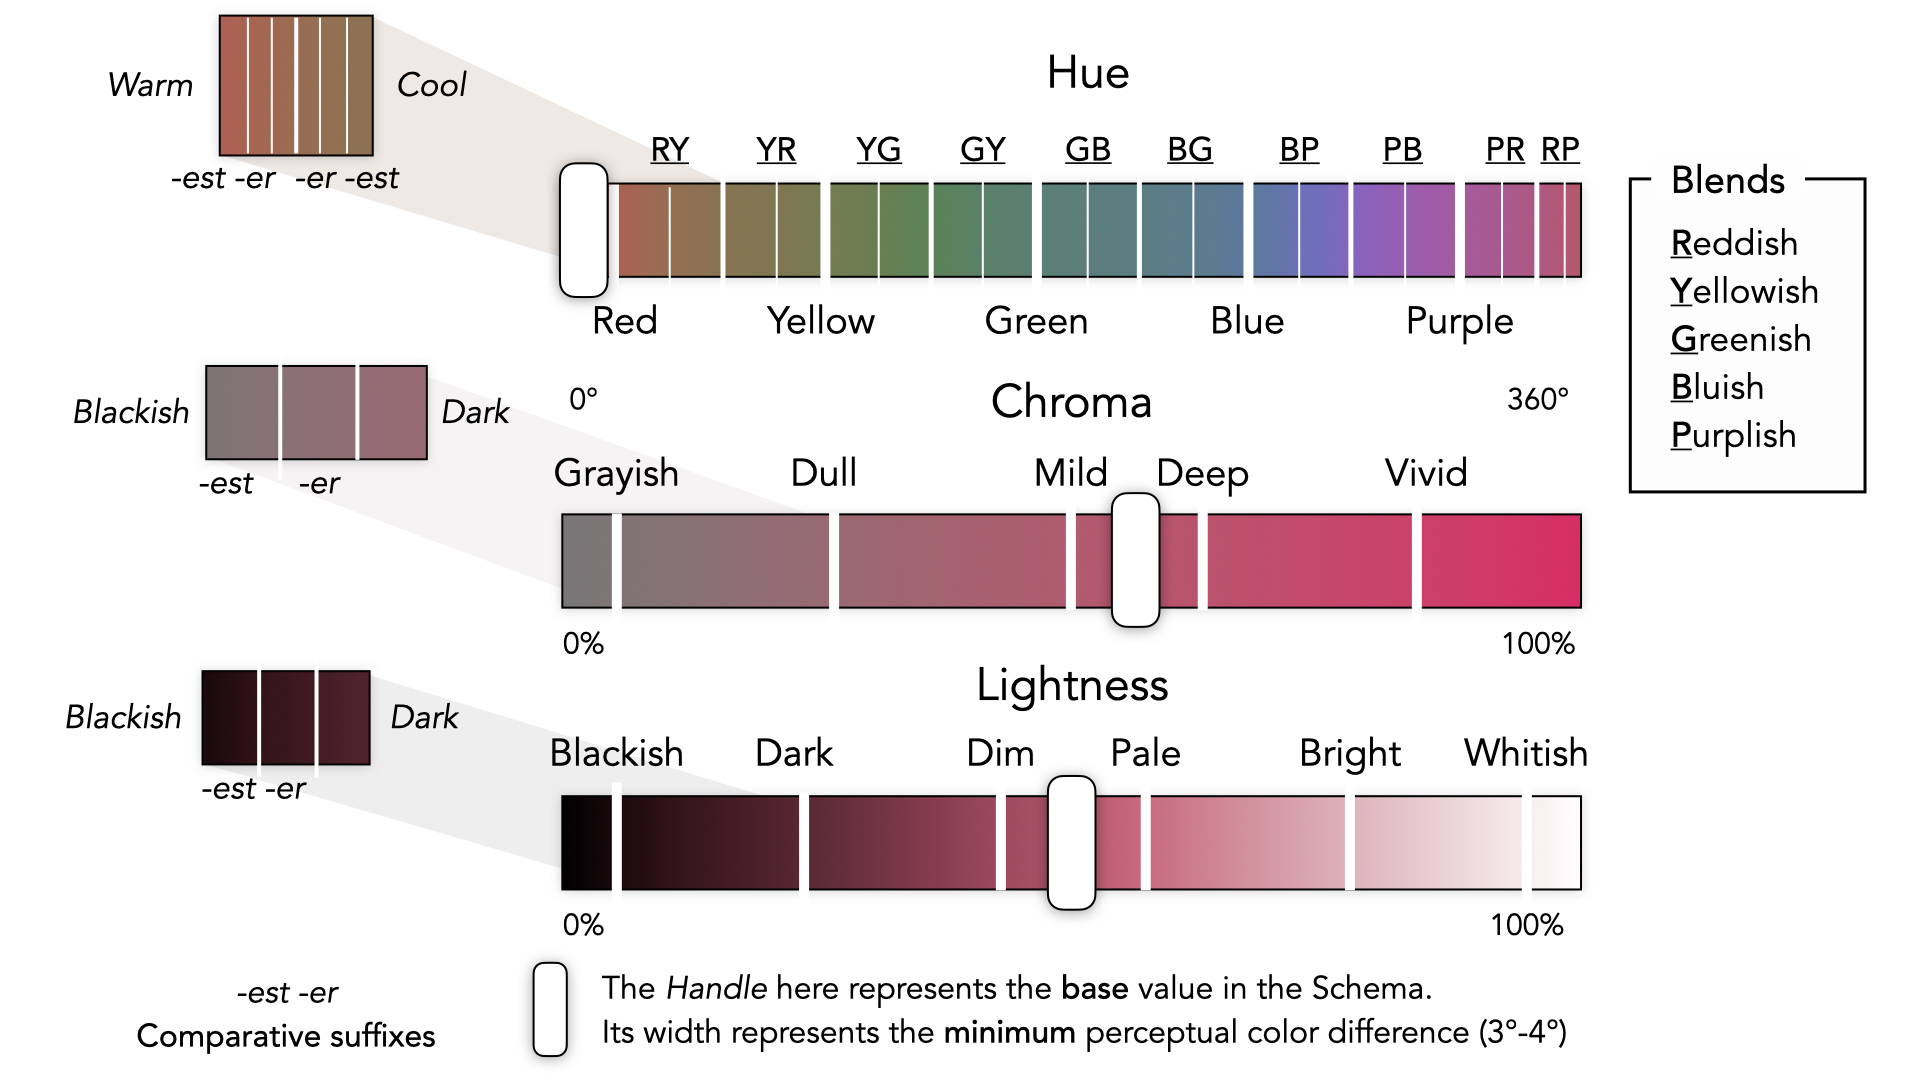 Hue
Warm
Cool
-est -er -er -est
RY YR YG GY GB BG BP PB PR RP
Red Yellow Green Blue Purple
Blends
Reddish
Yellowish
Greenish
Bluish
Purplish
0° 360°
Chroma
Blackish
Dark
-est -er
Grayish Dull Mild Deep Vivid
0% 100%
Lightness
Blackish
Dark
-est -er
Blackish Dark Dim Pale Bright Whitish
0% 100%
-est -er
Comparative suffixes
The Handle here represents the base value in the Schema.
Its width represents the minimum perceptual color difference (3°-4°)